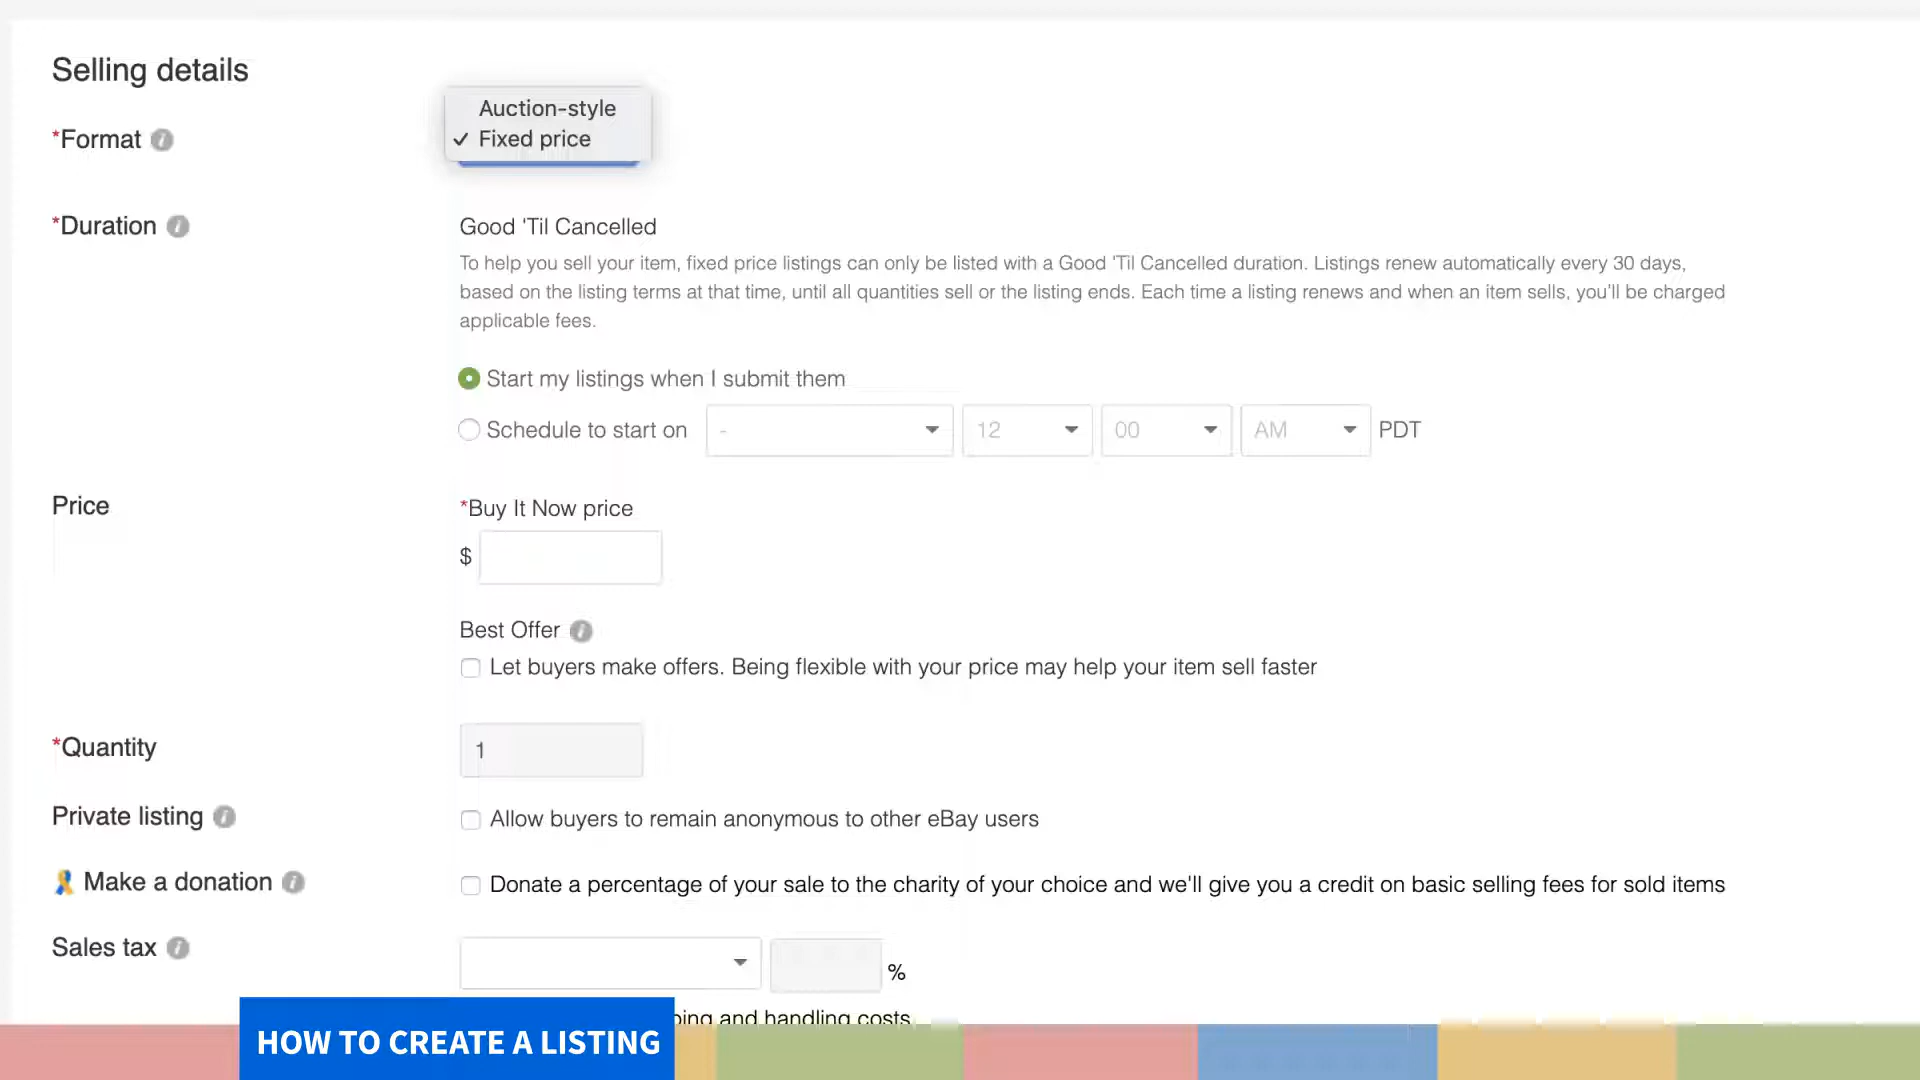 Selling details
Auction-style
*Format
✓ Fixed price
*Duration
Good 'Til Cancelled
To help you sell your item, fixed price listings can only be listed with a Good 'Til Cancelled duration. Listings renew automatically every 30 days,
based on the listing terms at that time, until all quantities sell or the listing ends. Each time a listing renews and when an item sells, you'll be charged
applicable fees.
Start my listings when I submit them
Schedule to start on - 12 00 AM PDT
Price
*Buy It Now price
$
Best Offer
Let buyers make offers. Being flexible with your price may help your item sell faster
*Quantity
1
Private listing
Allow buyers to remain anonymous to other eBay users
Make a donation
Donate a percentage of your sale to the charity of your choice and we'll give you a credit on basic selling fees for sold items
Sales tax
%
and handling costs
HOW TO CREATE A LISTING